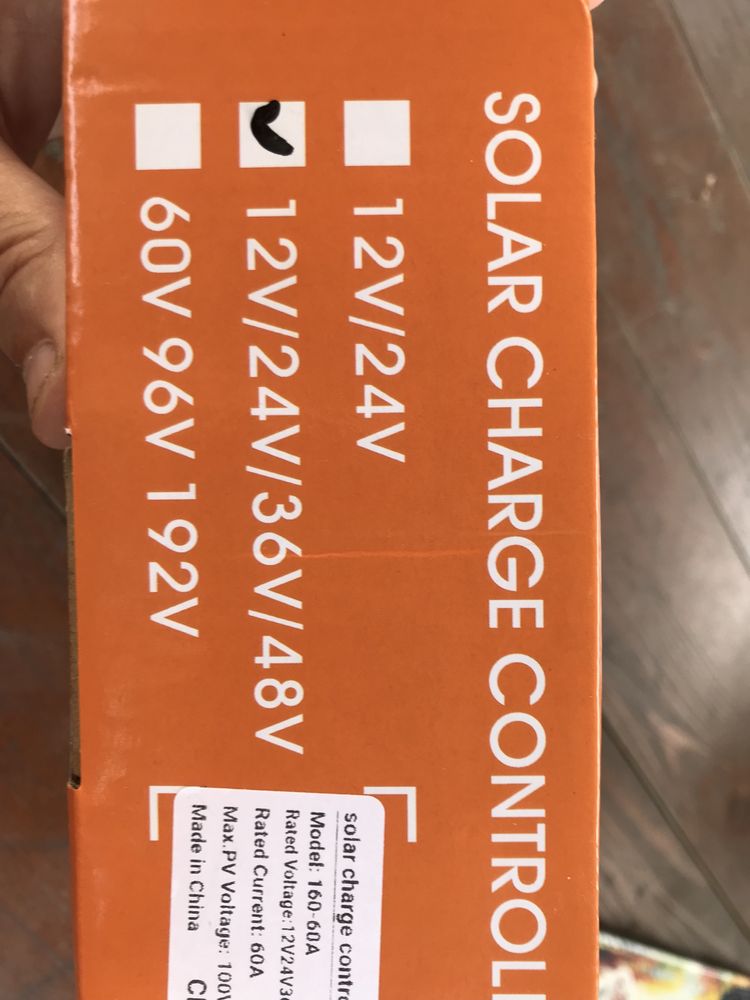 SOLAR CHARGE CONTROL
12V/24V
12V/24V/36V/48V
60V 96V 192V
solar charge contro
Model: 160-60A
Rated Voltage:12V24V3
Rated Current: 60A
Max.PV Voltage: 100V
Made in China